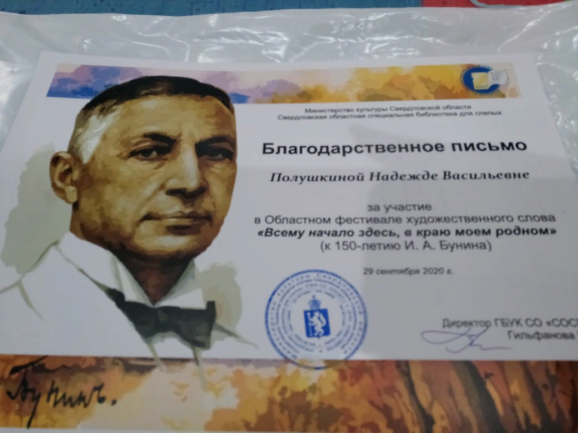 Министерство культуры Свердловской области
Свердловская областная специальная библиотека для слепых
Благодарственное письмо
Полушкиной Надежде Васильевне
за участие
в Областном фестивале художественного слова
«Всему начало здесь, в краю моем родном»
(к 150-летию И. А. Бунина)
29 сентября 2020 г.
Директор ГБУК СО «СОС
Гильфанова
Бунинъ.